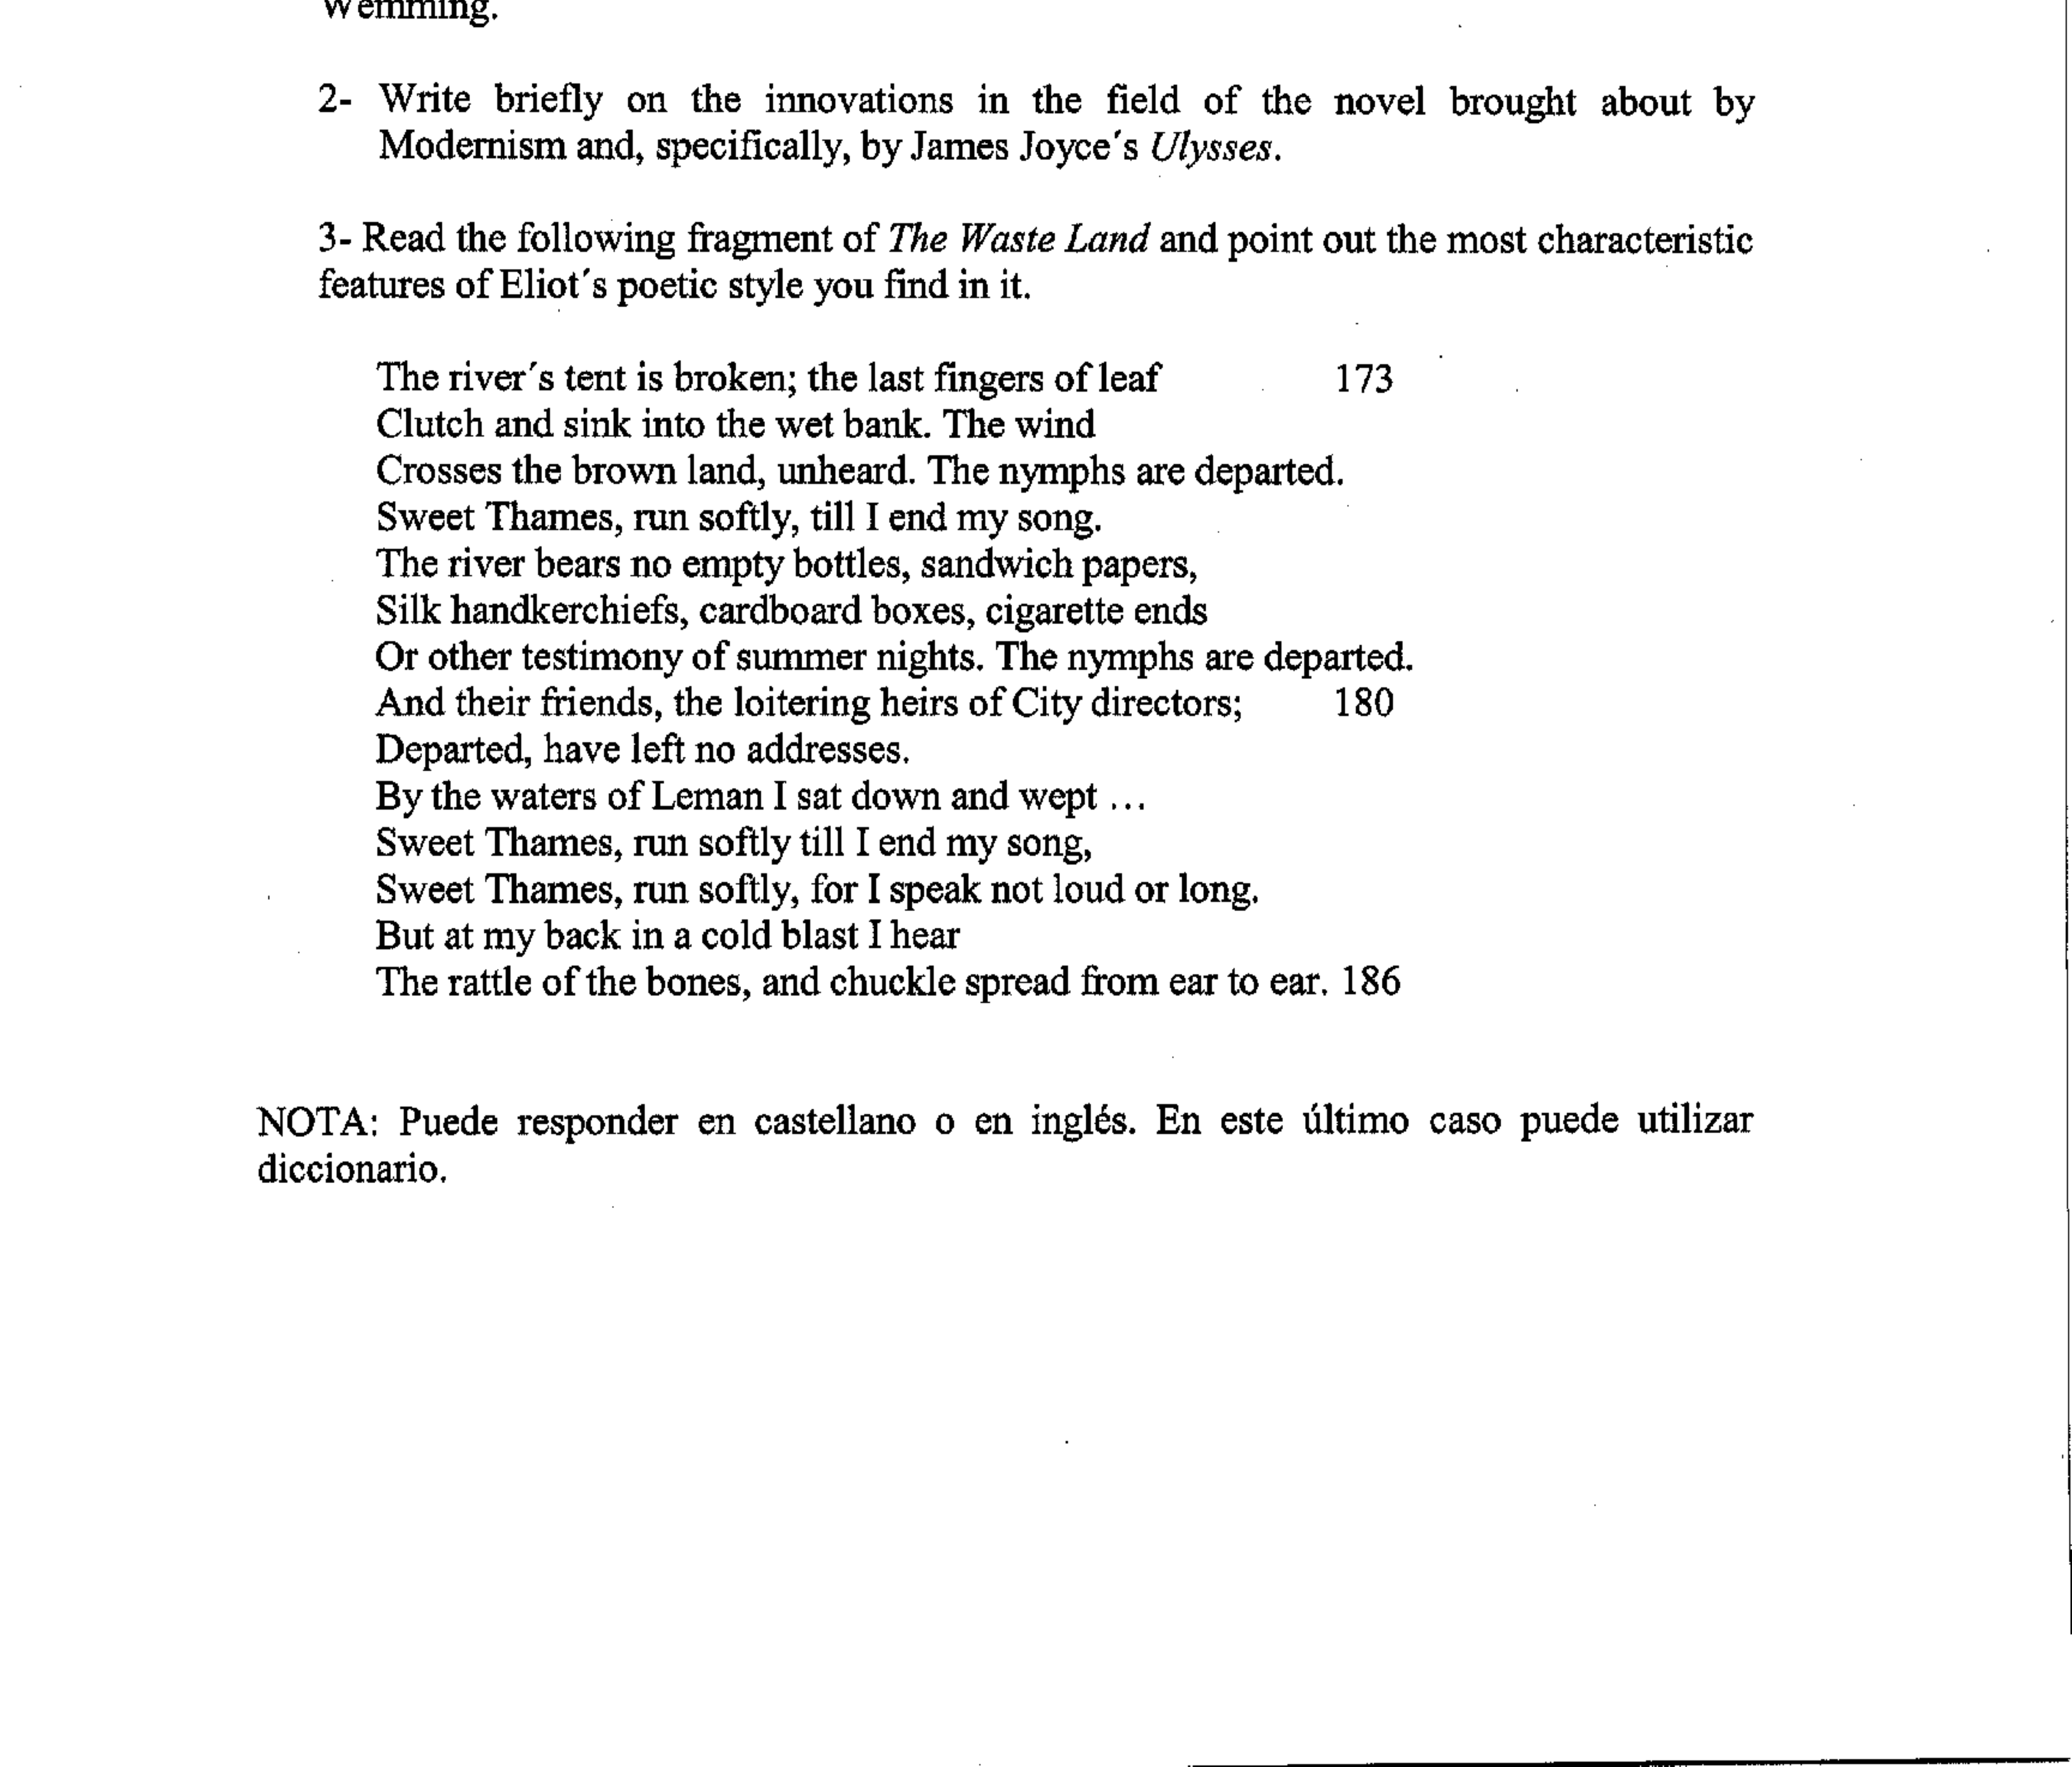 Wemming.
2- Write briefly on the innovations in the field of the novel brought about by
Modernism and, specifically, by James Joyce´s Ulysses.
3- Read the following fragment of The Waste Land and point out the most characteristic
features of Eliot´s poetic style you find in it.
The river´s tent is broken; the last fingers of leaf 173
Clutch and sink into the wet bank. The wind
Crosses the brown land, unheard. The nymphs are departed.
Sweet Thames, run softly, till I end my song.
The river bears no empty bottles, sandwich papers,
Silk handkerchiefs, cardboard boxes, cigarette ends
Or other testimony of summer nights. The nymphs are departed.
And their friends, the loitering heirs of City directors; 180
Departed, have left no addresses.
By the waters of Leman I sat down and wept ...
Sweet Thames, run softly till I end my song,
Sweet Thames, run softly, for I speak not loud or long.
But at my back in a cold blast I hear
The rattle of the bones, and chuckle spread from ear to ear. 186
NOTA: Puede responder en castellano o en inglés. En este último caso puede utilizar
diccionario.